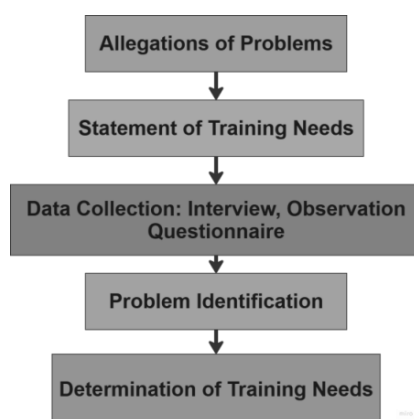 Allegations of Problems
Statement of Training Needs
Data Collection: Interview, Observation
Questionnaire
Problem Identification
Determination of Training Needs